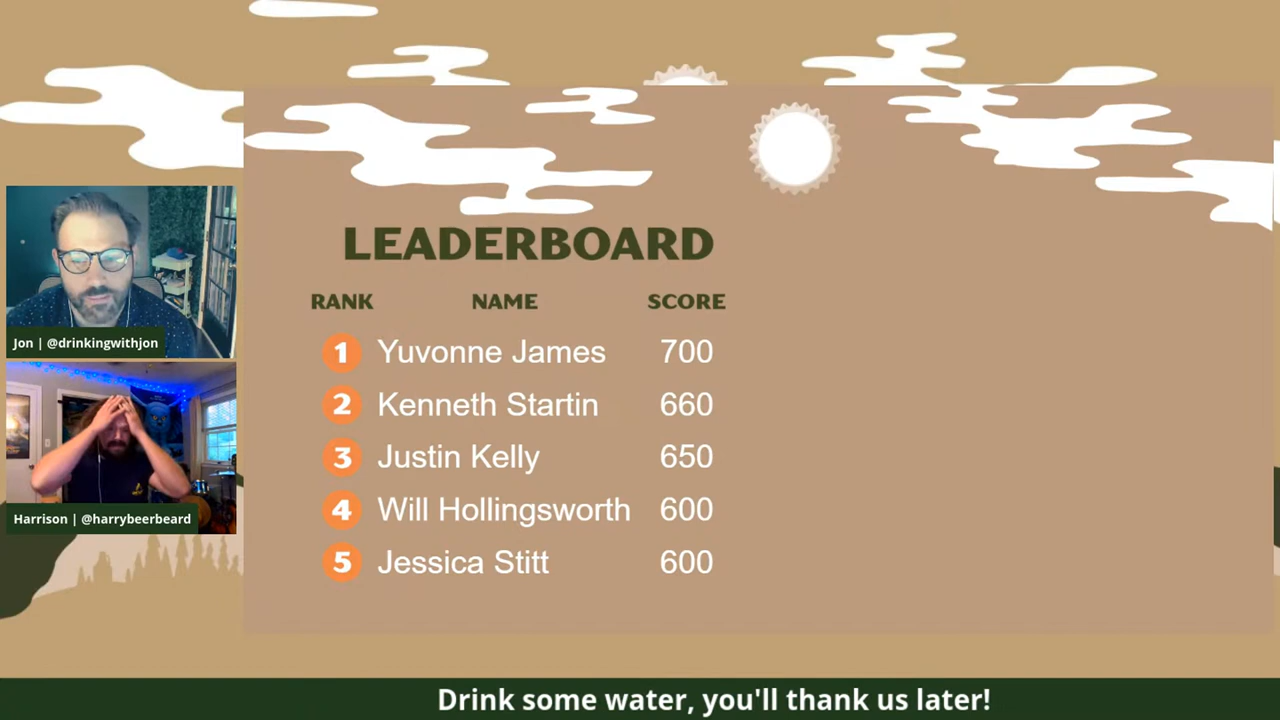 LEADERBOARD
RANK NAME SCORE
1 Yuvonne James 700
2 Kenneth Startin 660
3 Justin Kelly 650
4 Will Hollingsworth 600
5 Jessica Stitt 600
Jon | @drinkingwithjon
Harrison | @harrybeerbeard
Drink some water, you'll thank us later!